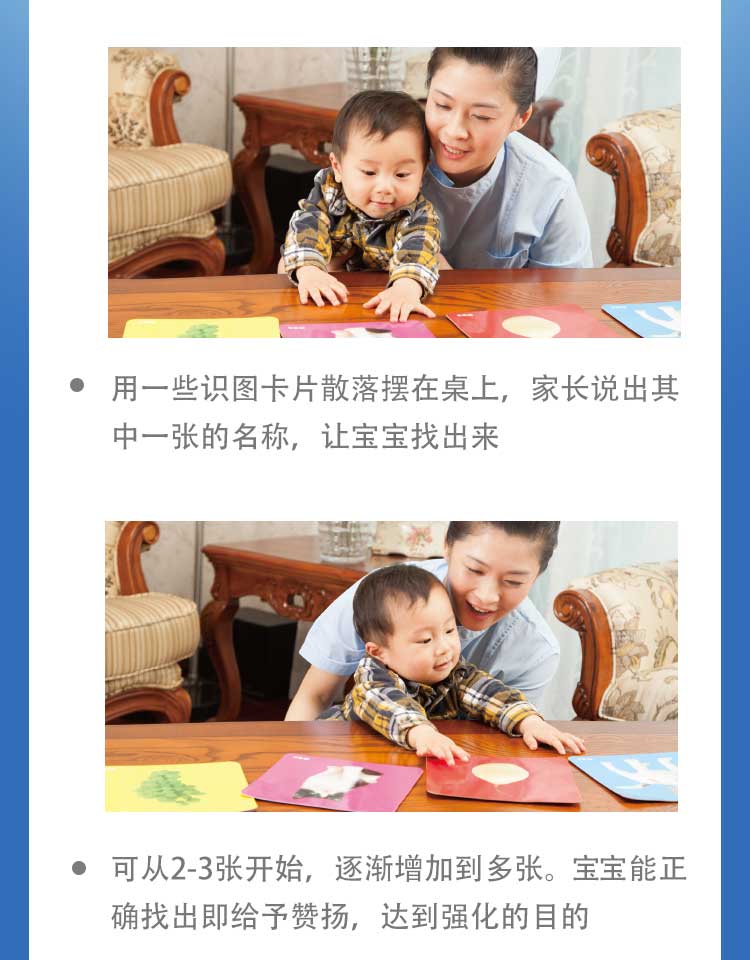 用一些识图卡片散落摆在桌上，家长说出其
中一张的名称，让宝宝找出来
可从2-3张开始，逐渐增加到多张。宝宝能正
确找出即给予赞扬，达到强化的目的